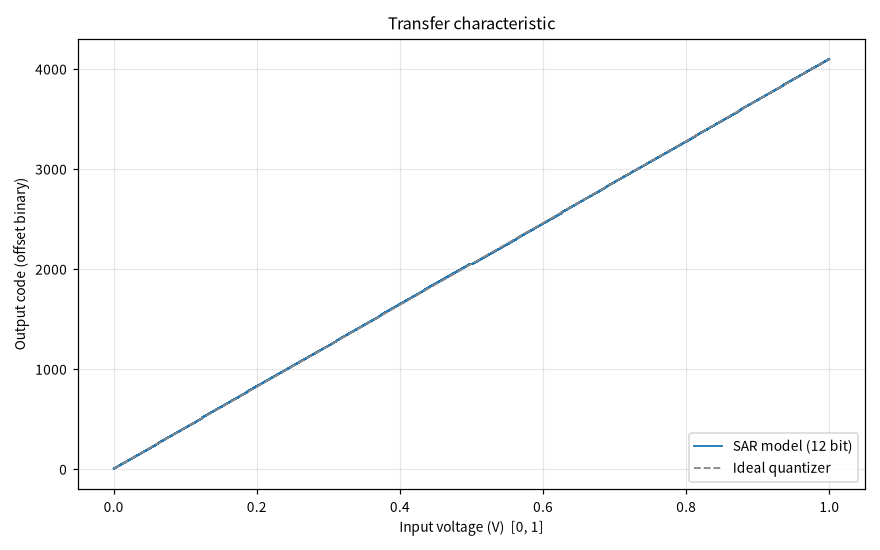 Transfer characteristic
Output code (offset binary)
4000
3000
2000
1000
0
0.0
0.2
0.4
0.6
0.8
1.0
Input voltage (V)  [0, 1]
SAR model (12 bit)
Ideal quantizer